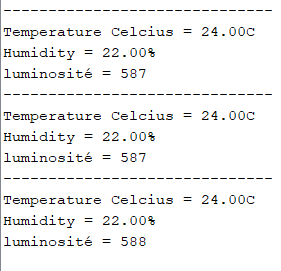 ------------------------------
Temperature Celcius = 24.00C
Humidity = 22.00%
luminosité = 587
------------------------------
Temperature Celcius = 24.00C
Humidity = 22.00%
luminosité = 587
------------------------------
Temperature Celcius = 24.00C
Humidity = 22.00%
luminosité = 588